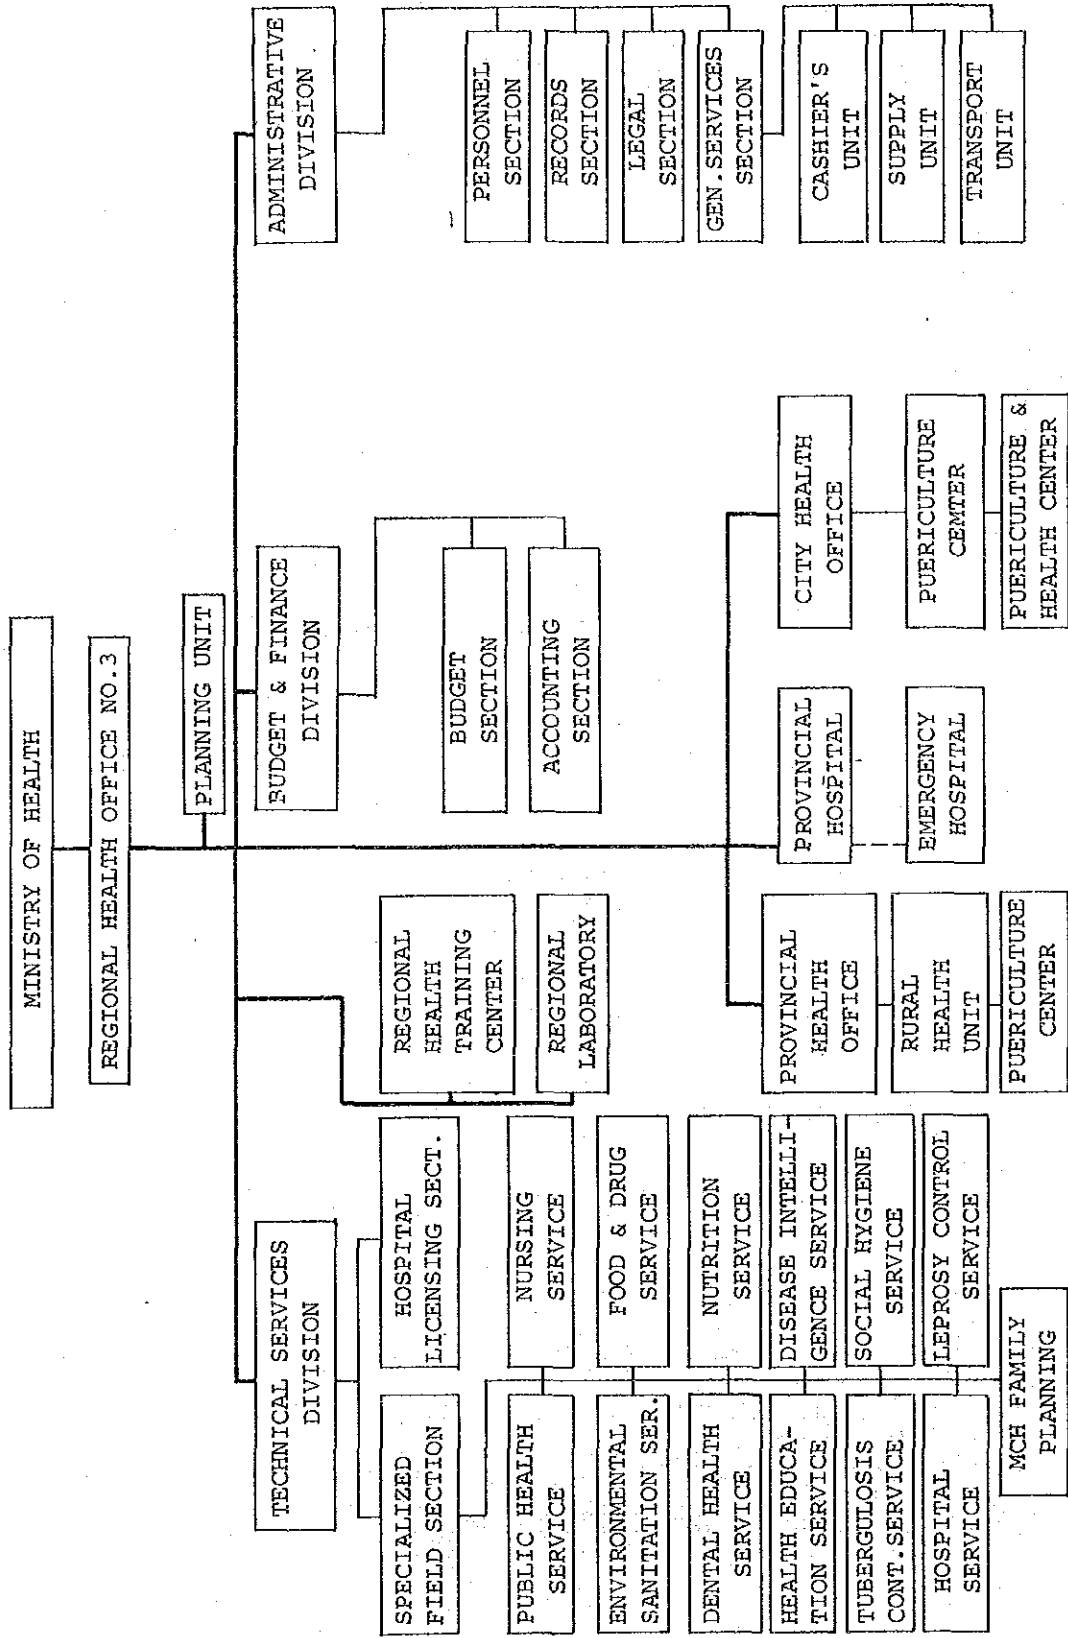 MINISTRY OF HEALTH
REGIONAL HEALTH OFFICE NO.3
PLANNING UNIT
TECHNICAL SERVICES
DIVISION
BUDGET & FINANCE
DIVISION
ADMINISTRATIVE
DIVISION
SPECIALIZED
FIELD SECTION
HOSPITAL
LICENSING SECT.
PUBLIC HEALTH
SERVICE
NURSING
SERVICE
ENVIRONMENTAL
SANITATION SER.
FOOD & DRUG
SERVICE
DENTAL HEALTH
SERVICE
NUTRITION
SERVICE
HEALTH EDUCA-
TION SERVICE
DISEASE INTELLI-
GENCE SERVICE
TUBERGULOSIS
CONT.SERVICE
SOCIAL HYGIENE
SERVICE
HOSPITAL
SERVICE
LEPROSY CONTROL
SERVICE
MCH FAMILY
PLANNING
REGIONAL
HEALTH
TRAINING
CENTER
REGIONAL
LABORATORY
BUDGET
SECTION
ACCOUNTING
SECTION
PERSONNEL
SECTION
RECORDS
SECTION
LEGAL
SECTION
GEN.SERVICES
SECTION
CASHIER'S
UNIT
SUPPLY
UNIT
TRANSPORT
UNIT
PROVINCIAL
HEALTH
OFFICE
RURAL
HEALTH
UNIT
PUERICULTURE
CENTER
PROVINCIAL
HOSPITAL
EMERGENCY
HOSPITAL
CITY HEALTH
OFFICE
PUERICULTURE
CEMTER
PUERICULTURE &
HEALTH CENTER